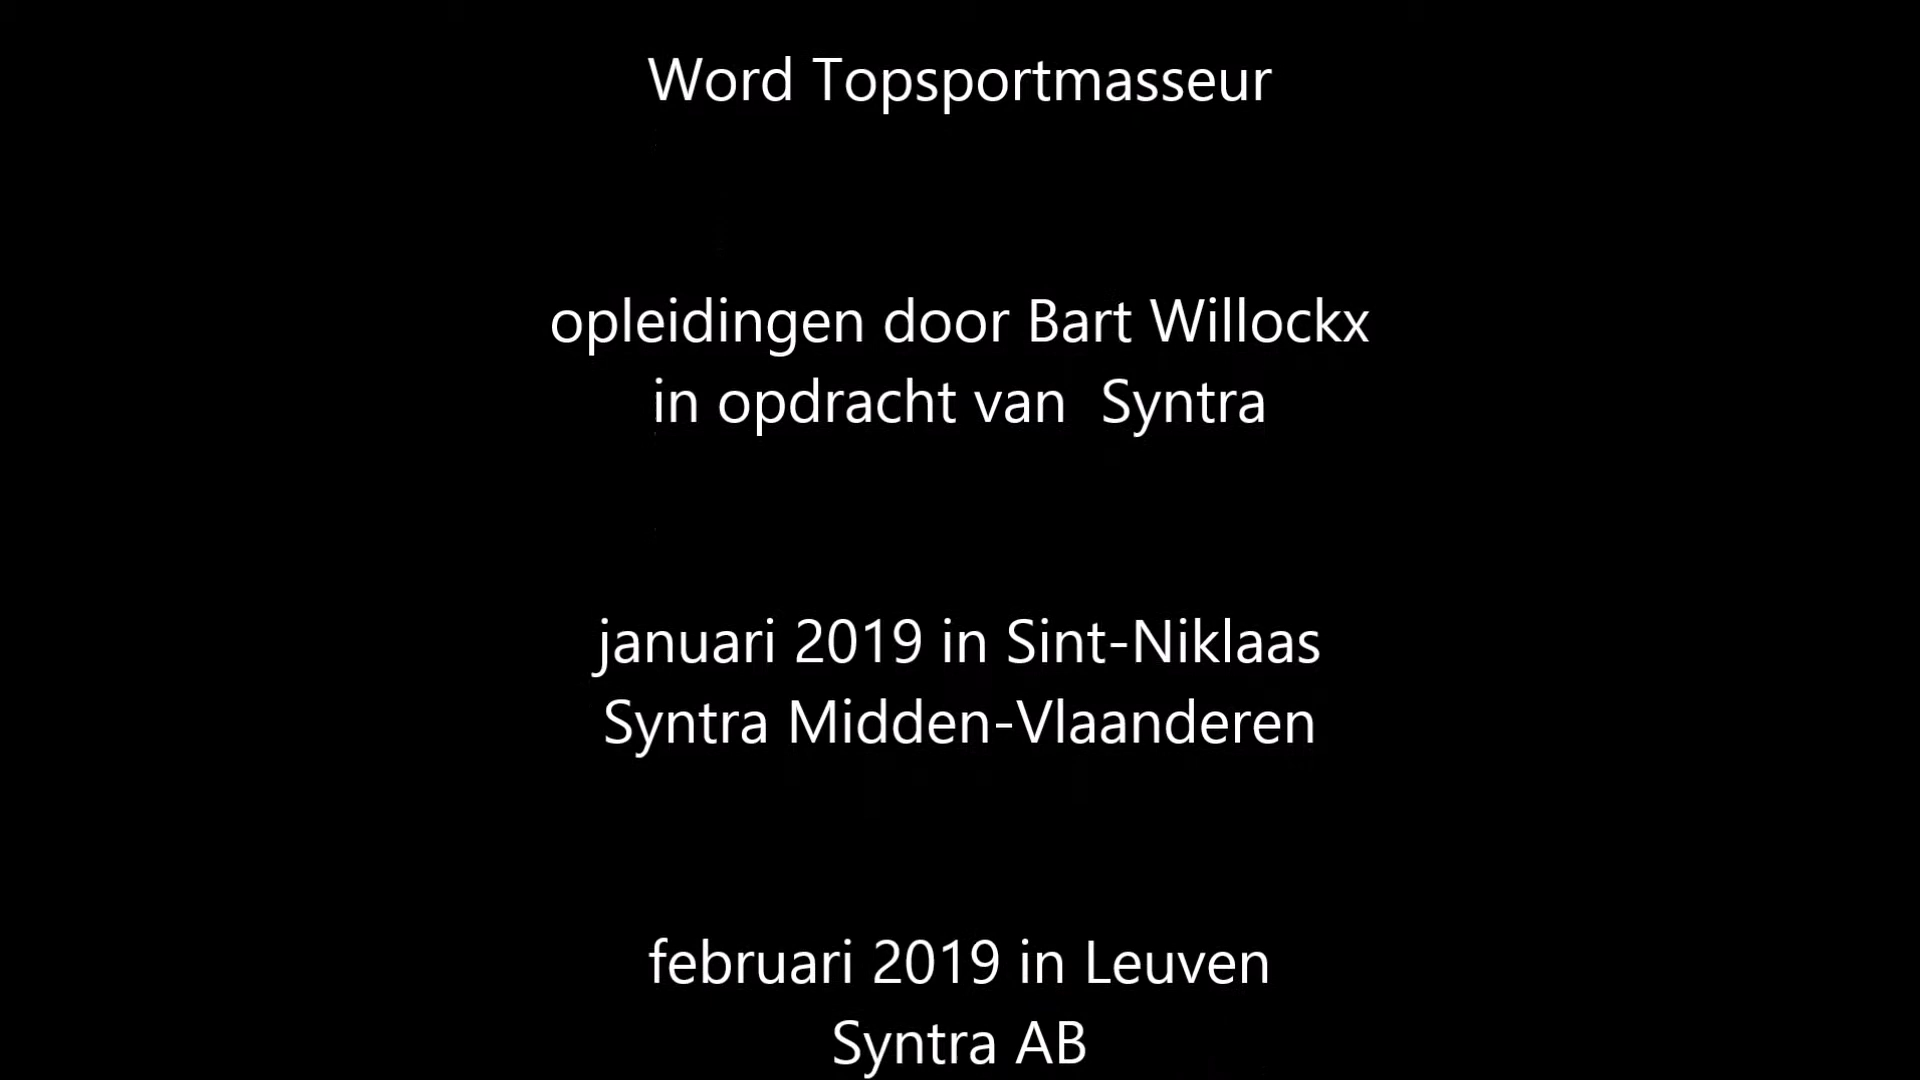 Word Topsportmasseur
opleidingen door Bart Willockx
in opdracht van  Syntra
januari 2019 in Sint-Niklaas
Syntra Midden-Vlaanderen
februari 2019 in Leuven
Syntra AB